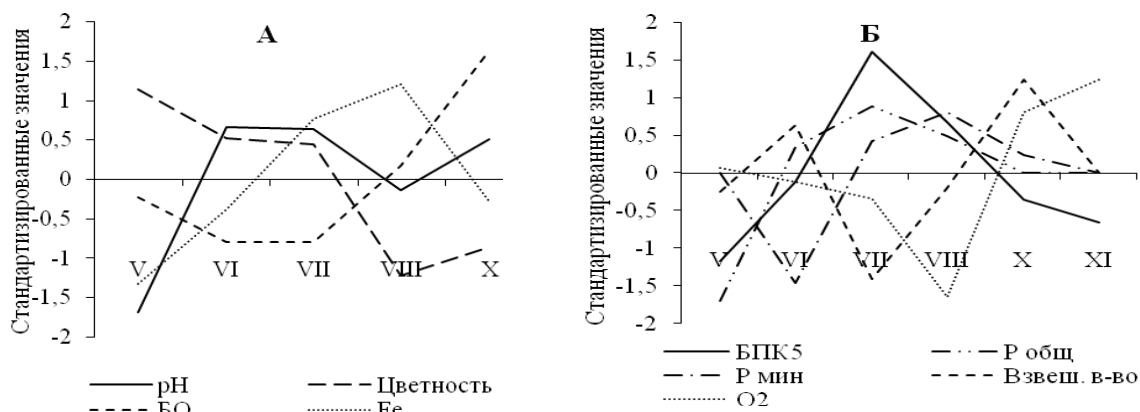 А
Стандартизированные значения
2
1,5
1
0,5
0
-0,5
-1
-1,5
-2
V VI VII VIII X
pH Цветность
БО Fe
Б
Стандартизированные значения
2
1,5
1
0,5
0
-0,5
-1
-1,5
-2
V VI VII VIII X XI
БПК5 Р общ
Р мин Взвеш. в-во
О2